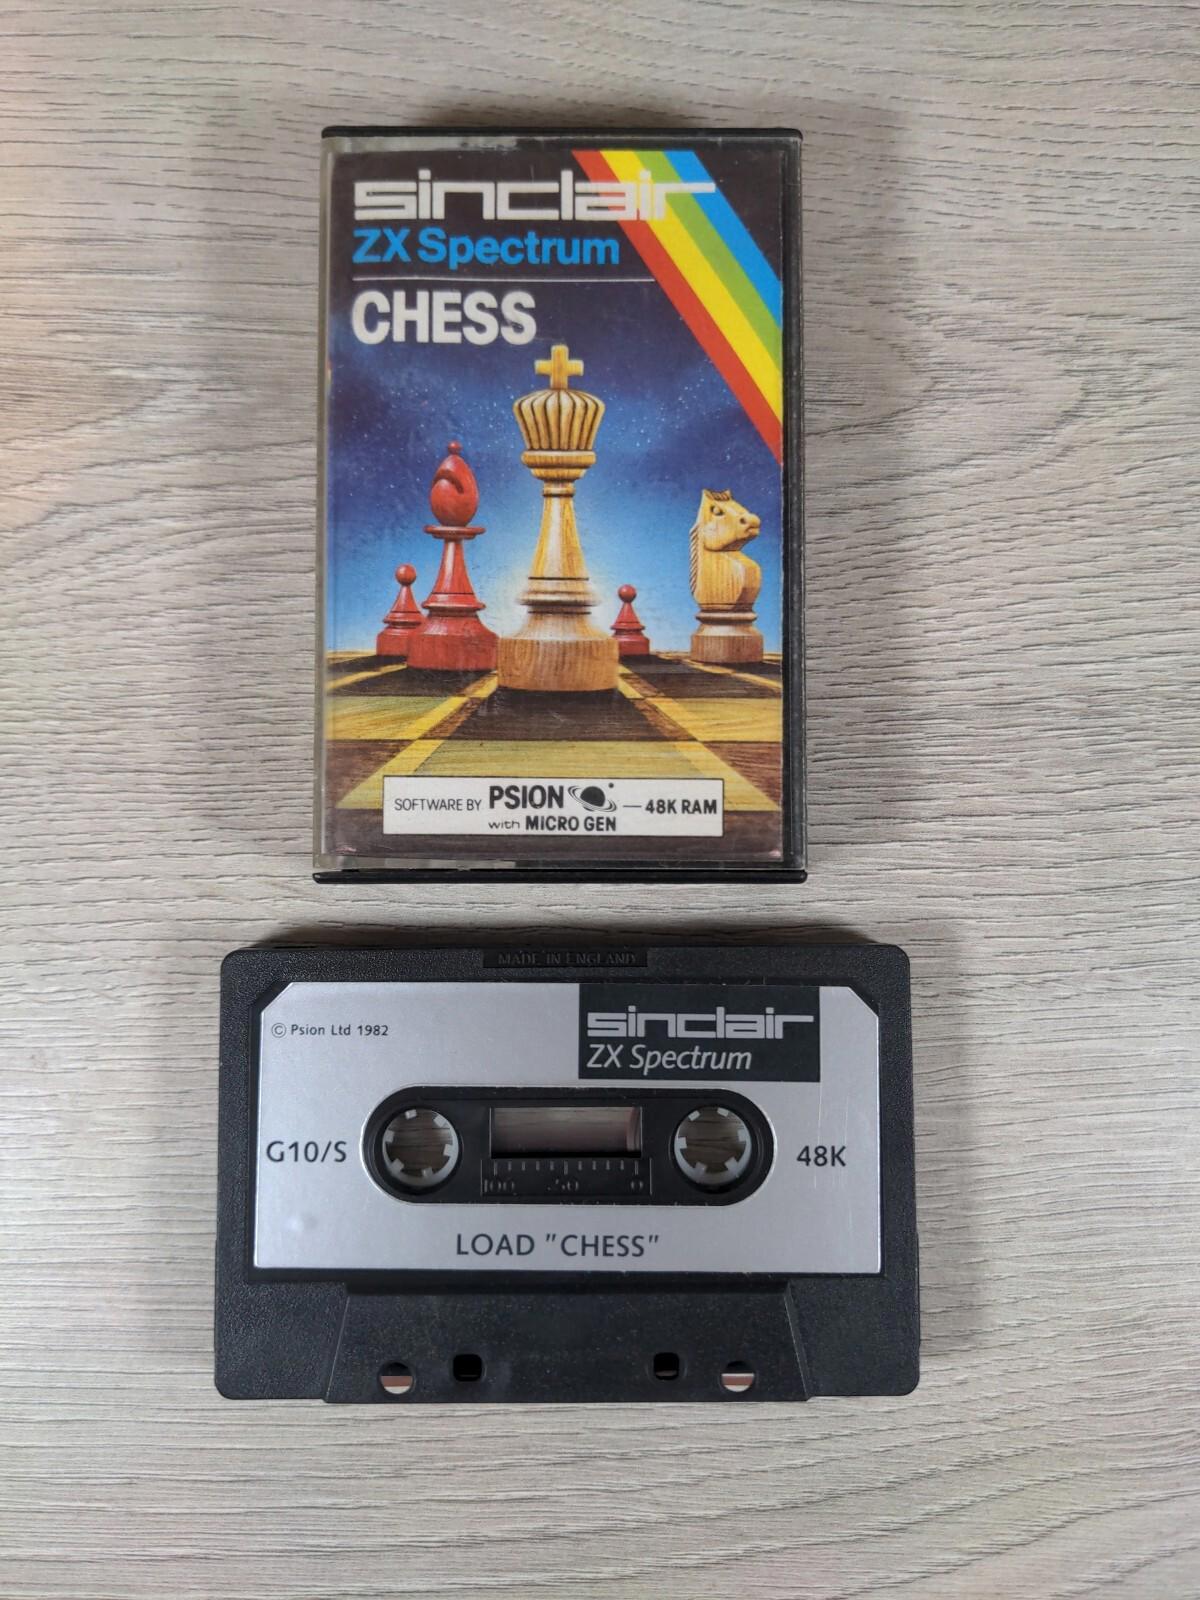 sinclair
ZX Spectrum
CHESS
SOFTWARE BY PSION — 48K RAM
with MICRO GEN
MADE IN ENGLAND
© Psion Ltd 1982
sinclair
ZX Spectrum
G10/S
48K
100 50 0
LOAD "CHESS"